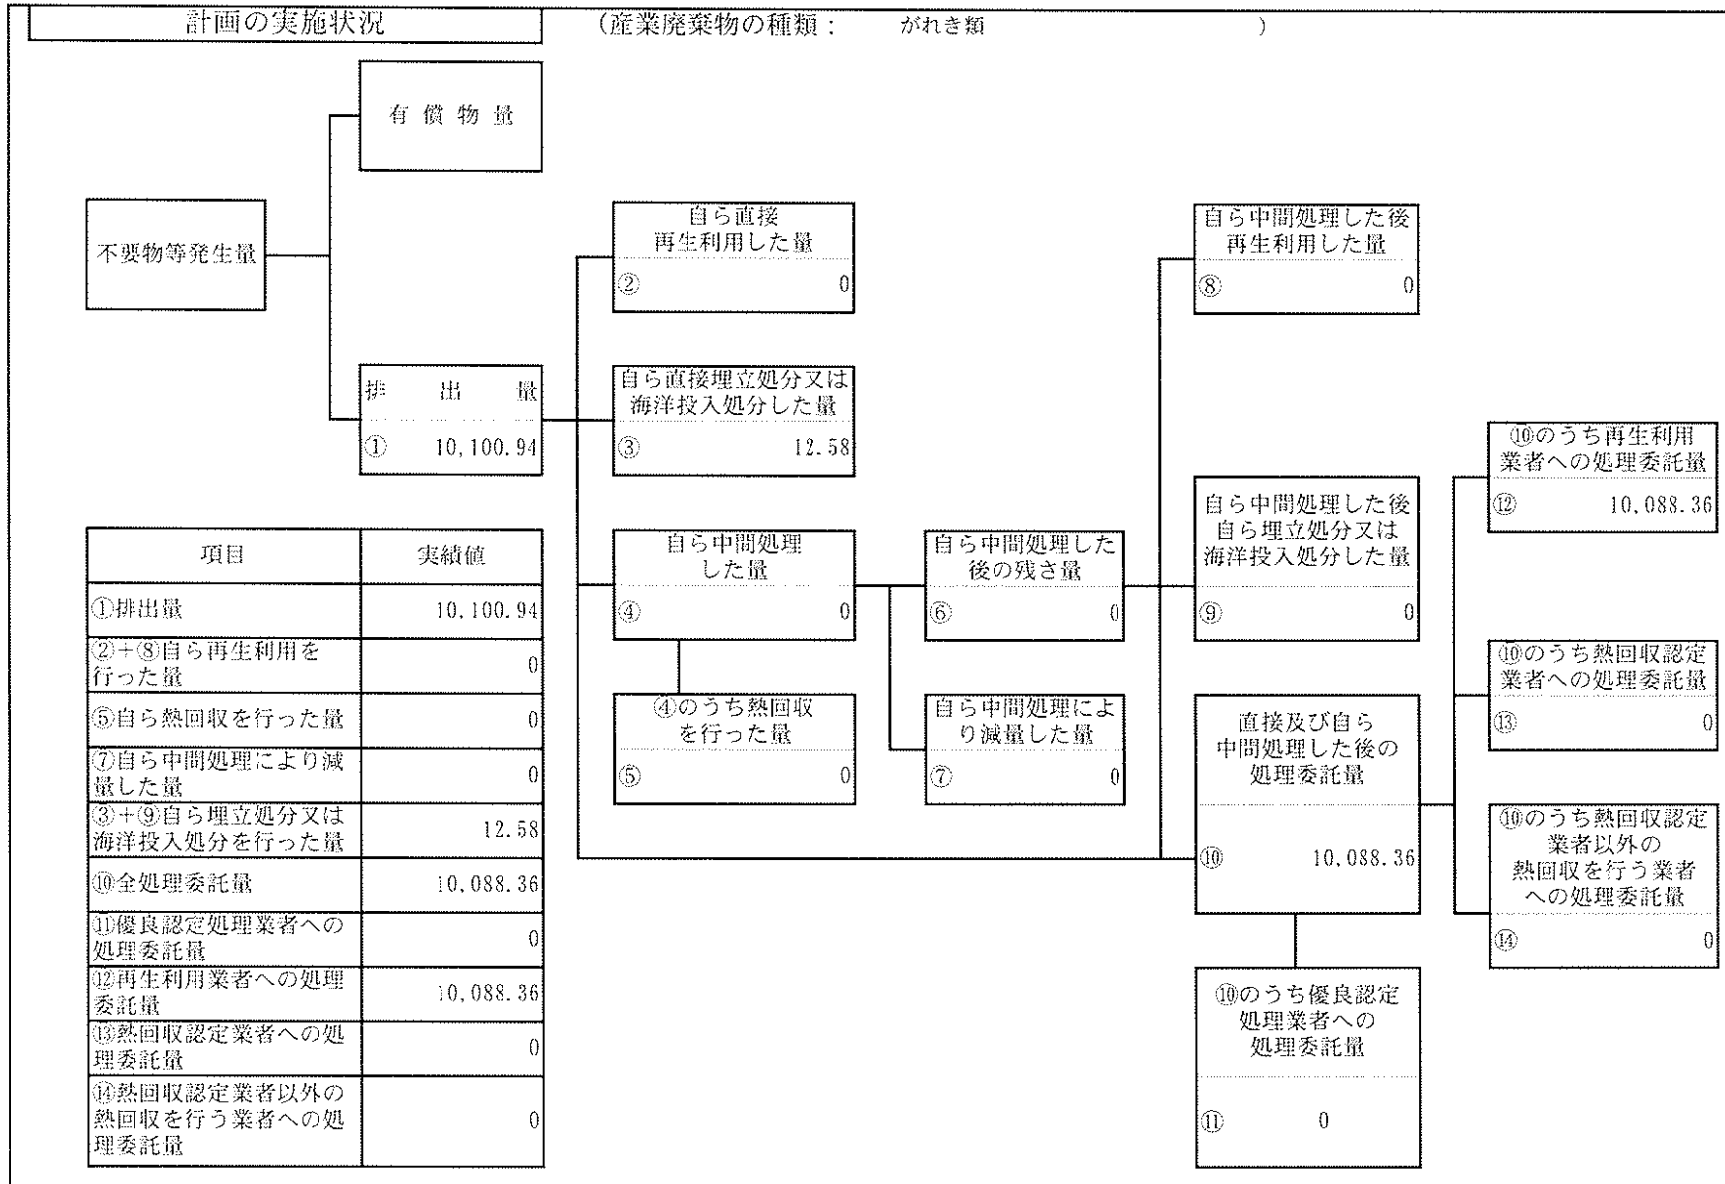 計画の実施状況
(産業廃棄物の種類： がれき類 )
有償物量
不要物等発生量
排出量
① 10,100.94
自ら直接
再生利用した量
② 0
自ら直接埋立処分又は
海洋投入処分した量
③ 12.58
自ら中間処理
した量
④ 0
④のうち熱回収
を行った量
⑤ 0
自ら中間処理した
後の残さ量
⑥ 0
自ら中間処理によ
り減量した量
⑦ 0
自ら中間処理した後
再生利用した量
⑧ 0
自ら中間処理した後
自ら埋立処分又は
海洋投入処分した量
⑨ 0
直接及び自ら
中間処理した後の
処理委託量
⑩ 10,088.36
⑩のうち優良認定
処理業者への
処理委託量
⑪ 0
⑩のうち再生利用
業者への処理委託量
⑫ 10,088.36
⑩のうち熱回収認定
業者への処理委託量
⑬ 0
⑩のうち熱回収認定
業者以外の
熱回収を行う業者
への処理委託量
⑭ 0
項目 実績値
①排出量 10,100.94
②+⑧自ら再生利用を
行った量 0
⑤自ら熱回収を行った量 0
⑦自ら中間処理により減
量した量 0
③+⑨自ら埋立処分又は
海洋投入処分を行った量 12.58
⑩全処理委託量 10,088.36
⑪優良認定処理業者への
処理委託量 0
⑫再生利用業者への処理
委託量 10,088.36
⑬熱回収認定業者への処
理委託量 0
⑭熱回収認定業者以外の
熱回収を行う業者への処
理委託量 0